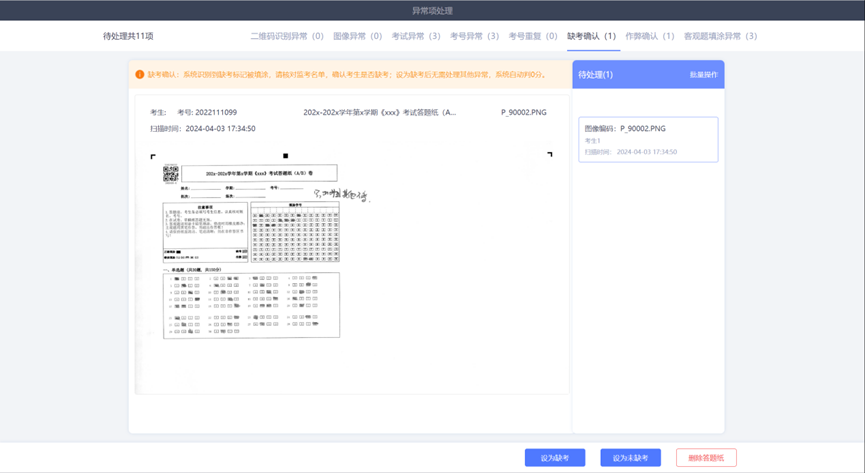 异常项处理
待处理共11项
二维码识别异常（0） 图像异常（0） 考试异常（3） 考号异常（3） 考号重复（0） 缺考确认（1） 作弊确认（1） 客观题填涂异常（3）
缺考确认：系统识别到缺考标记被填涂，请核对监考名单，确认考生是否缺考；设为缺考后无需处理其他异常，系统自动判0分。
待处理(1) 批量操作
考生: 考号: 2022111099 202x-202x学年第x学期《xxx》考试答题纸（A... P_90002.PNG
扫描时间：2024-04-03 17:34:50
图像编码：P_90002.PNG
考生1
扫描时间： 2024-04-03 17:34:50
202x-202x学年第x学期《xxx》考试答题纸（A/B）卷
注意事项
一、单选题
设为缺考 设为未缺考 删除答题纸